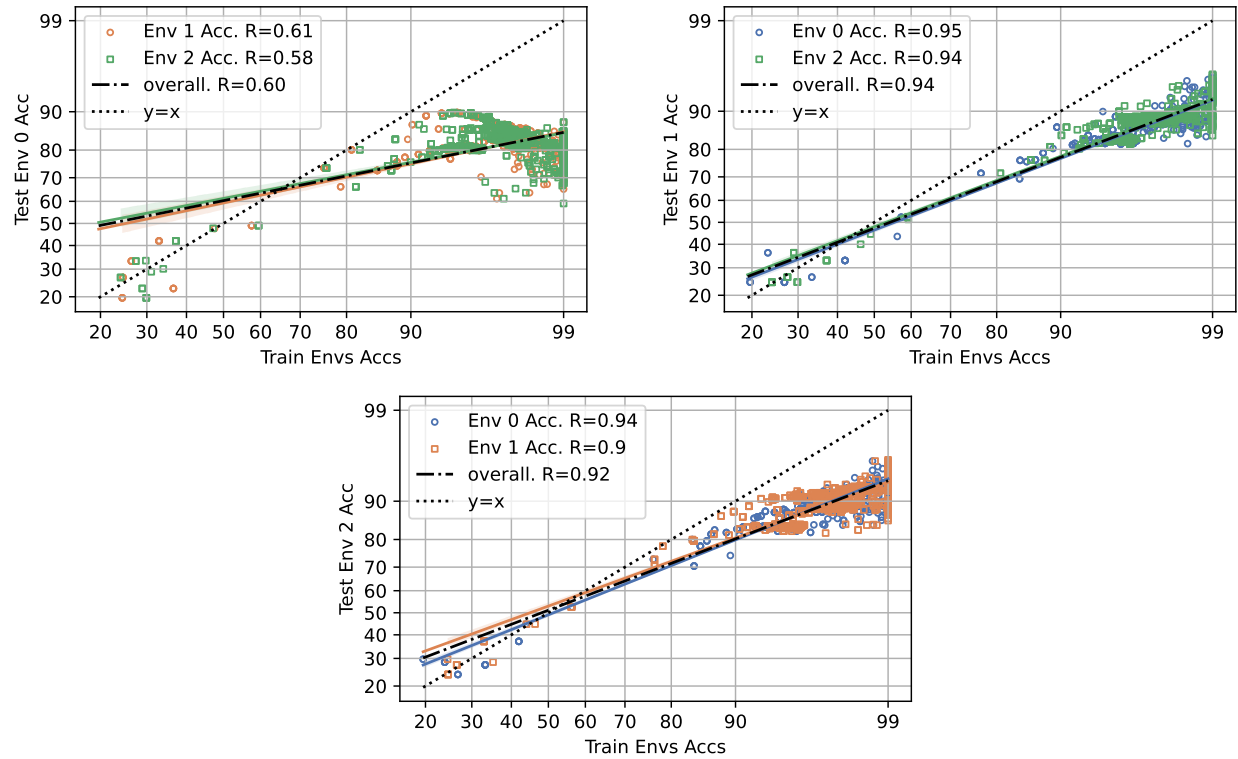 99
90
80
70
60
50
40
30
20
Test Env 0 Acc
Env 1 Acc. R=0.61
Env 2 Acc. R=0.58
overall. R=0.60
y=x
20 30 40 50 60 70 80 90 99
Train Envs Accs
99
90
80
70
60
50
40
30
20
Test Env 1 Acc
Env 0 Acc. R=0.95
Env 2 Acc. R=0.94
overall. R=0.94
y=x
20 30 40 50 60 70 80 90 99
Train Envs Accs
99
90
80
70
60
50
40
30
20
Test Env 2 Acc
Env 0 Acc. R=0.94
Env 1 Acc. R=0.9
overall. R=0.92
y=x
20 30 40 50 60 70 80 90 99
Train Envs Accs